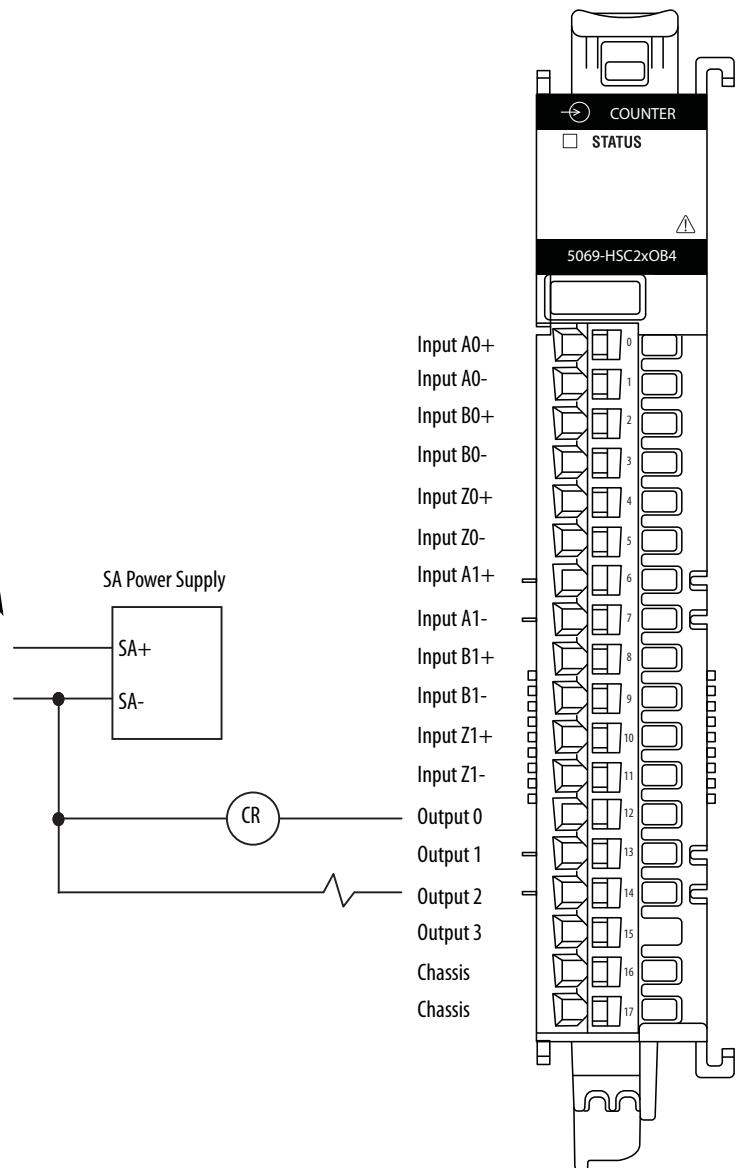 COUNTER
STATUS
5069-HSC2xOB4
Input A0+ 0
Input A0- 1
Input B0+ 2
Input B0- 3
Input Z0+ 4
Input Z0- 5
Input A1+ 6
Input A1- 7
Input B1+ 8
Input B1- 9
Input Z1+ 10
Input Z1- 11
Output 0 12
Output 1 13
Output 2 14
Output 3 15
Chassis 16
Chassis 17
SA Power Supply
SA+
SA-
CR